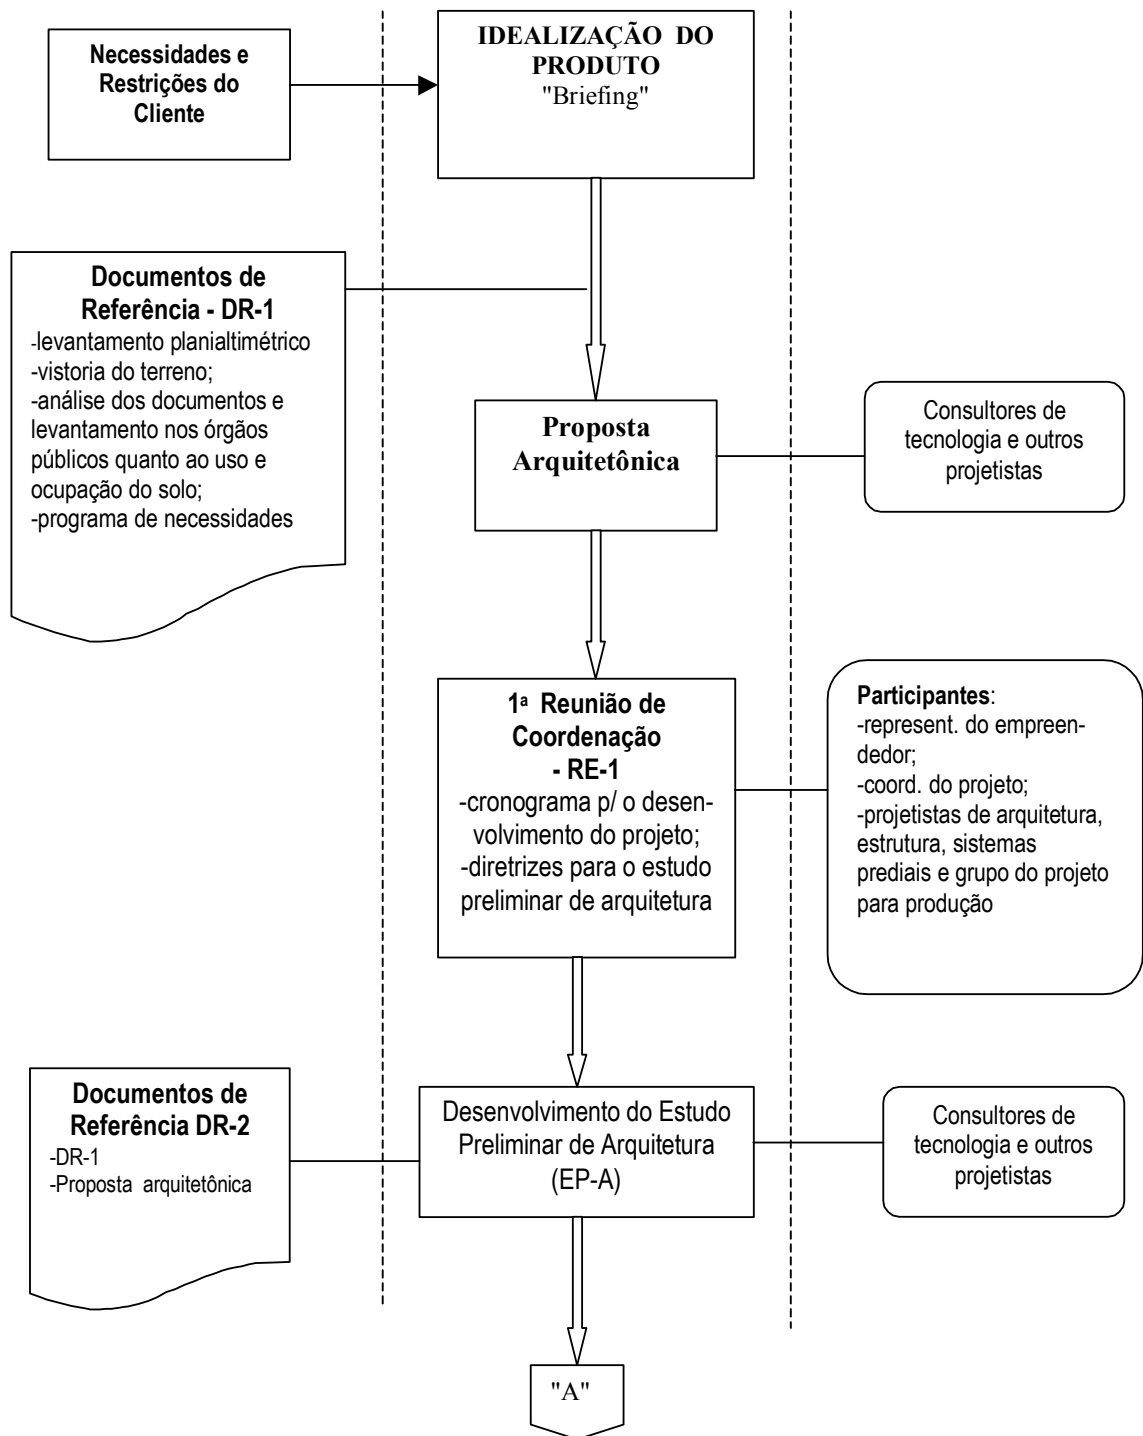 Necessidades e
Restrições do
Cliente
IDEALIZAÇÃO DO
PRODUTO
"Briefing"
Documentos de
Referência - DR-1
-levantamento planialtimétrico
-vistoria do terreno;
-análise dos documentos e
levantamento nos órgãos
públicos quanto ao uso e
ocupação do solo;
-programa de necessidades
Proposta
Arquitetônica
Consultores de
tecnologia e outros
projetistas
1ª Reunião de
Coordenação
- RE-1
-cronograma p/ o desen-
volvimento do projeto;
-diretrizes para o estudo
preliminar de arquitetura
Participantes:
-represent. do empreen-
dedor;
-coord. do projeto;
-projetistas de arquitetura,
estrutura, sistemas
prediais e grupo do projeto
para produção
Documentos de
Referência DR-2
-DR-1
-Proposta arquitetônica
Desenvolvimento do Estudo
Preliminar de Arquitetura
(EP-A)
Consultores de
tecnologia e outros
projetistas
"A"